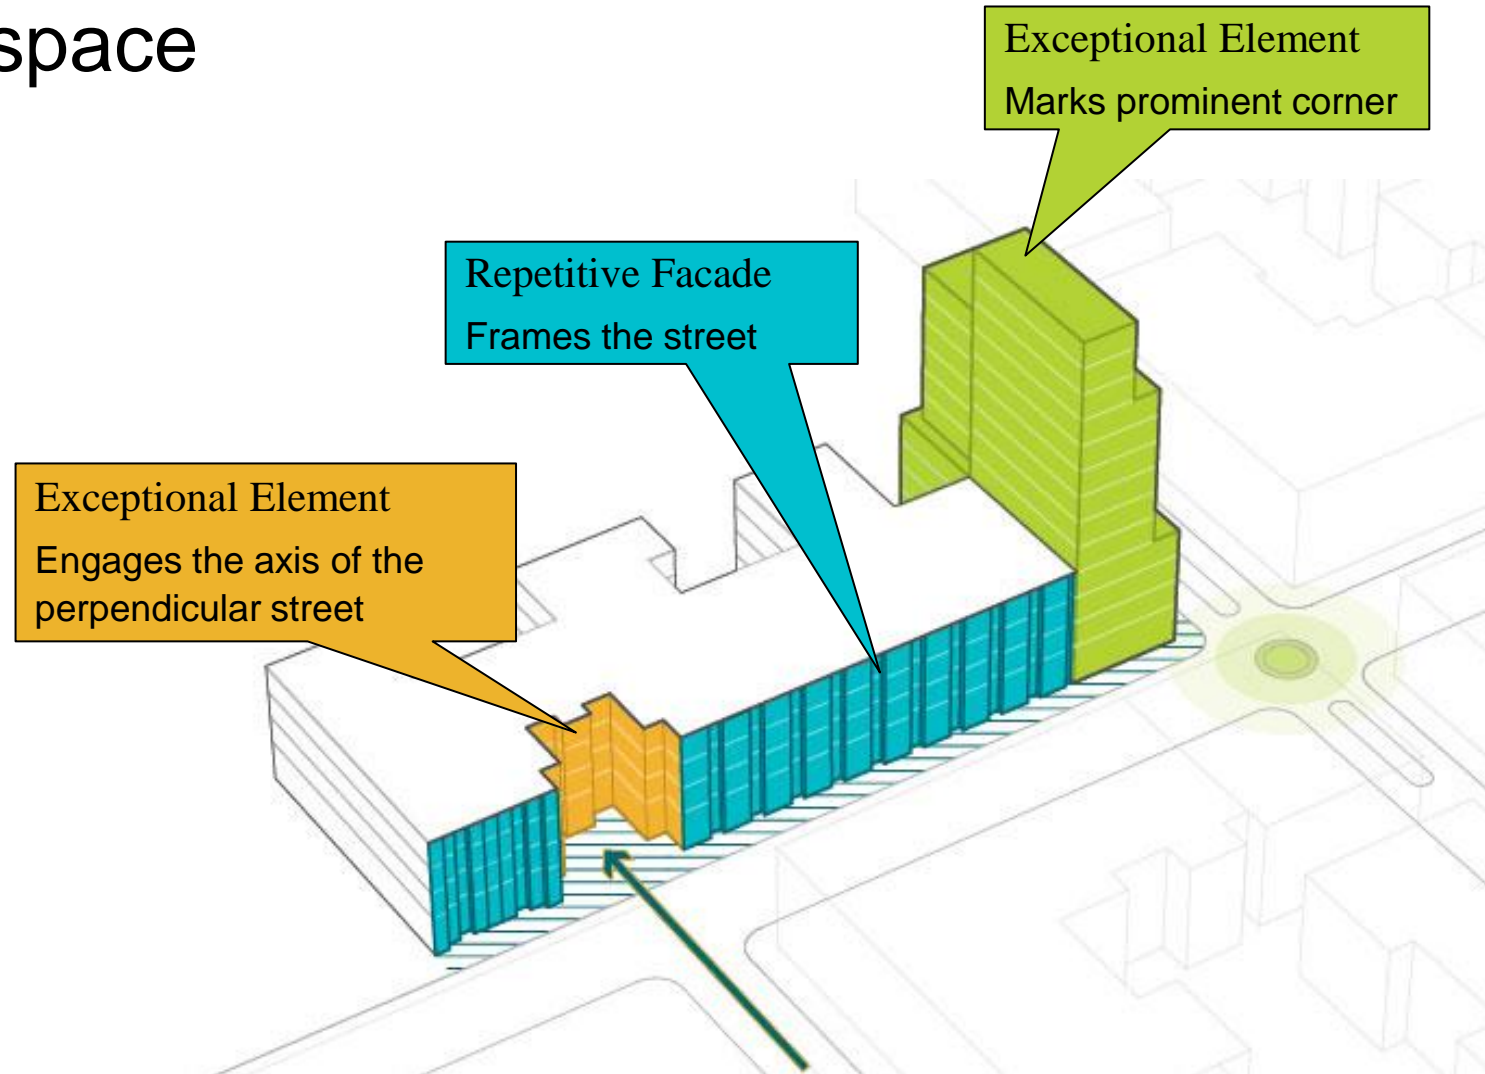 space
Exceptional Element
Marks prominent corner
Repetitive Facade
Frames the street
Exceptional Element
Engages the axis of the
perpendicular street